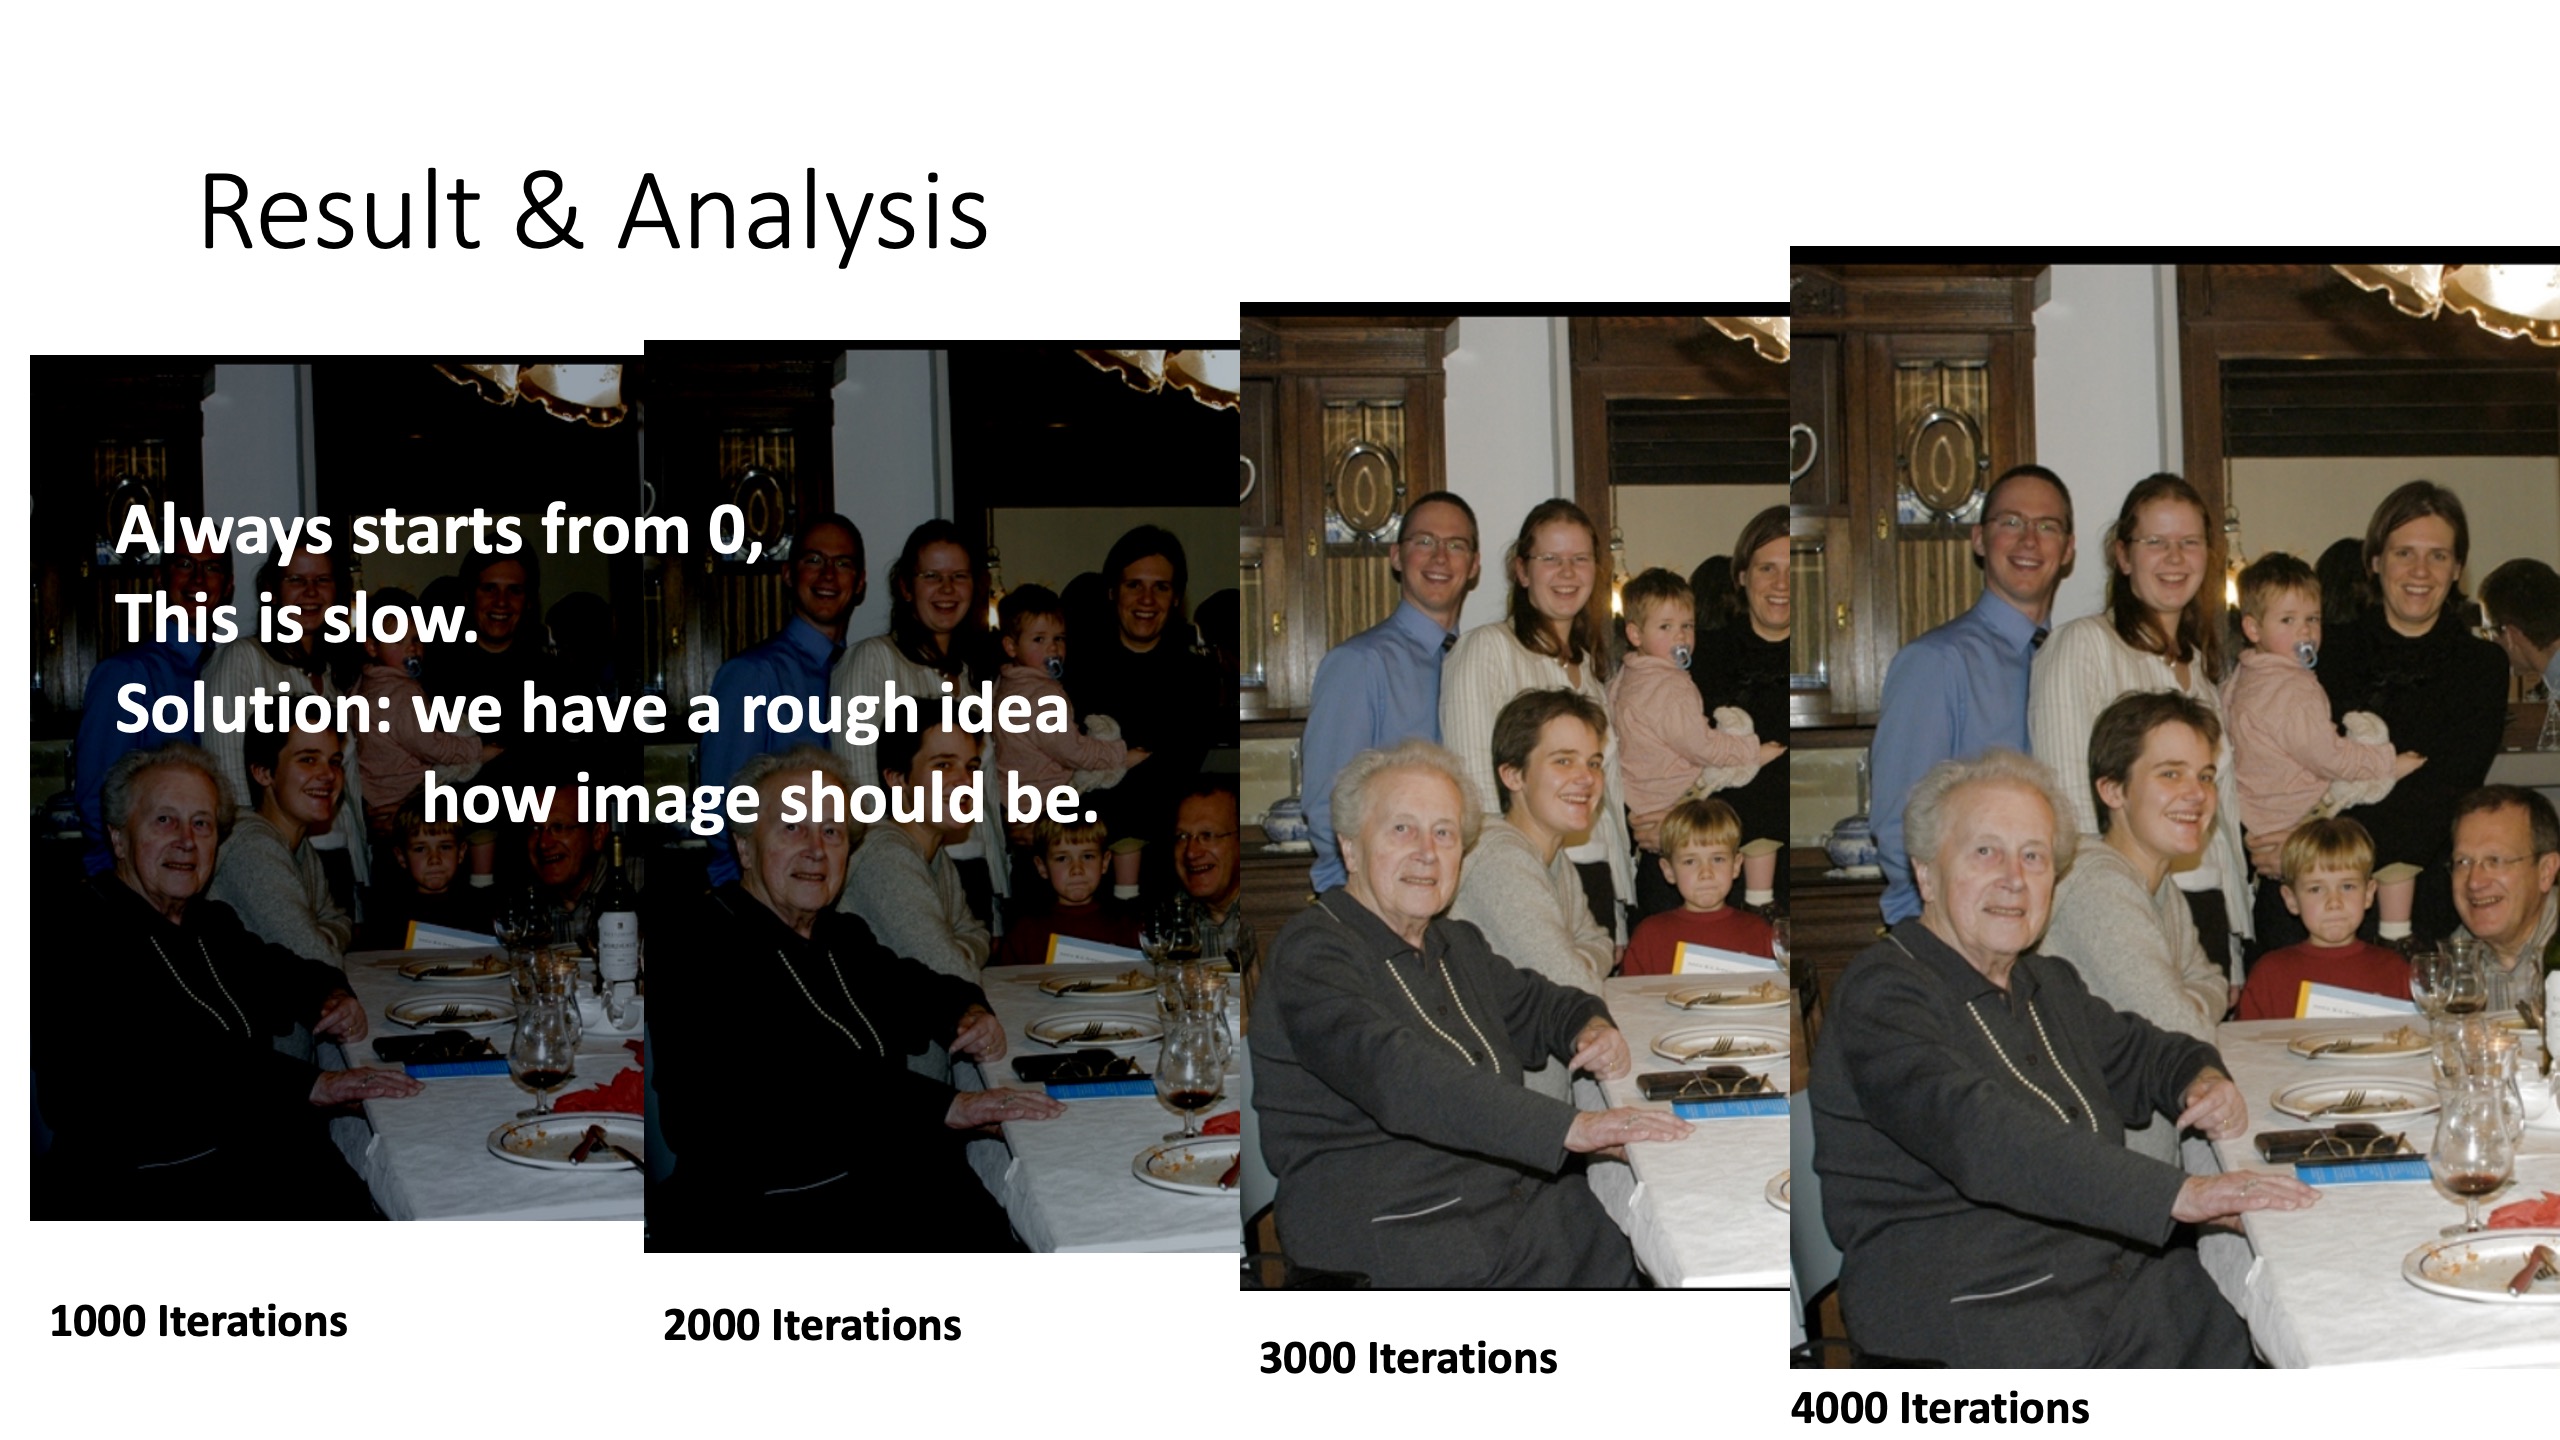 Result & Analysis
Always starts from 0,
This is slow.
Solution: we have a rough idea
how image should be.
1000 Iterations
2000 Iterations
3000 Iterations
4000 Iterations